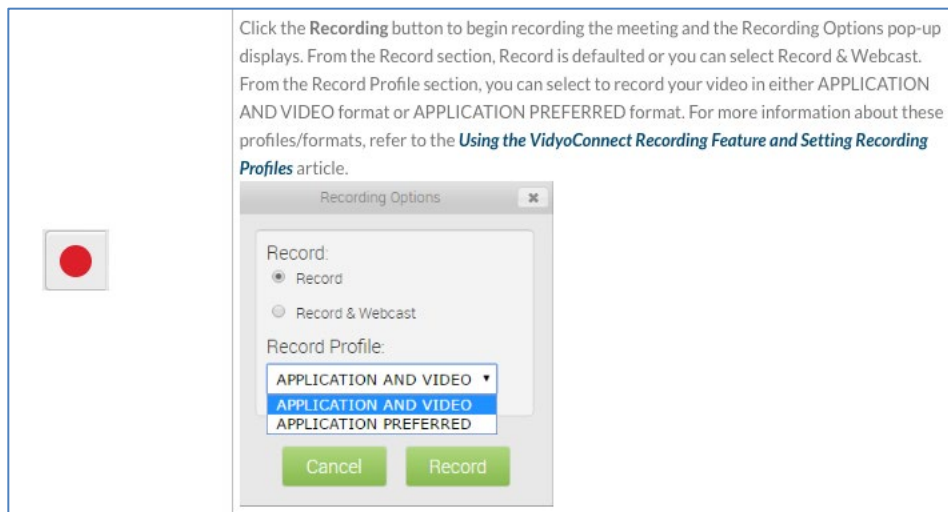 Click the Recording button to begin recording the meeting and the Recording Options pop-up
displays. From the Record section, Record is defaulted or you can select Record & Webcast.
From the Record Profile section, you can select to record your video in either APPLICATION
AND VIDEO format or APPLICATION PREFERRED format. For more information about these
profiles/formats, refer to the Using the VidyoConnect Recording Feature and Setting Recording
Profiles article.
Recording Options
Record:
Record
Record & Webcast
Record Profile:
APPLICATION AND VIDEO
APPLICATION AND VIDEO
APPLICATION PREFERRED
Cancel Record